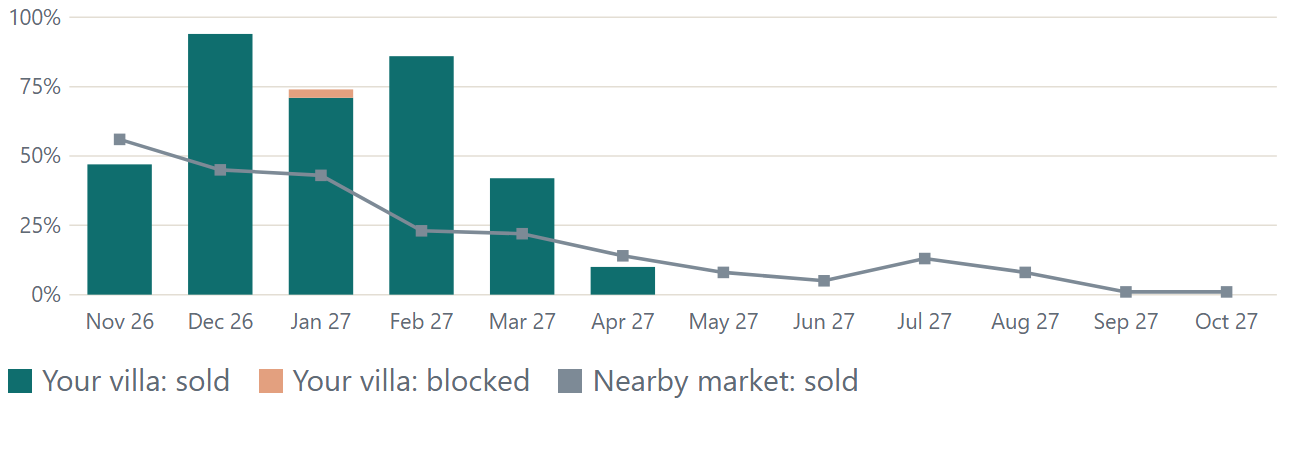 100%
75%
50%
25%
0%
Nov 26 Dec 26 Jan 27 Feb 27 Mar 27 Apr 27 May 27 Jun 27 Jul 27 Aug 27 Sep 27 Oct 27
Your villa: sold Your villa: blocked Nearby market: sold